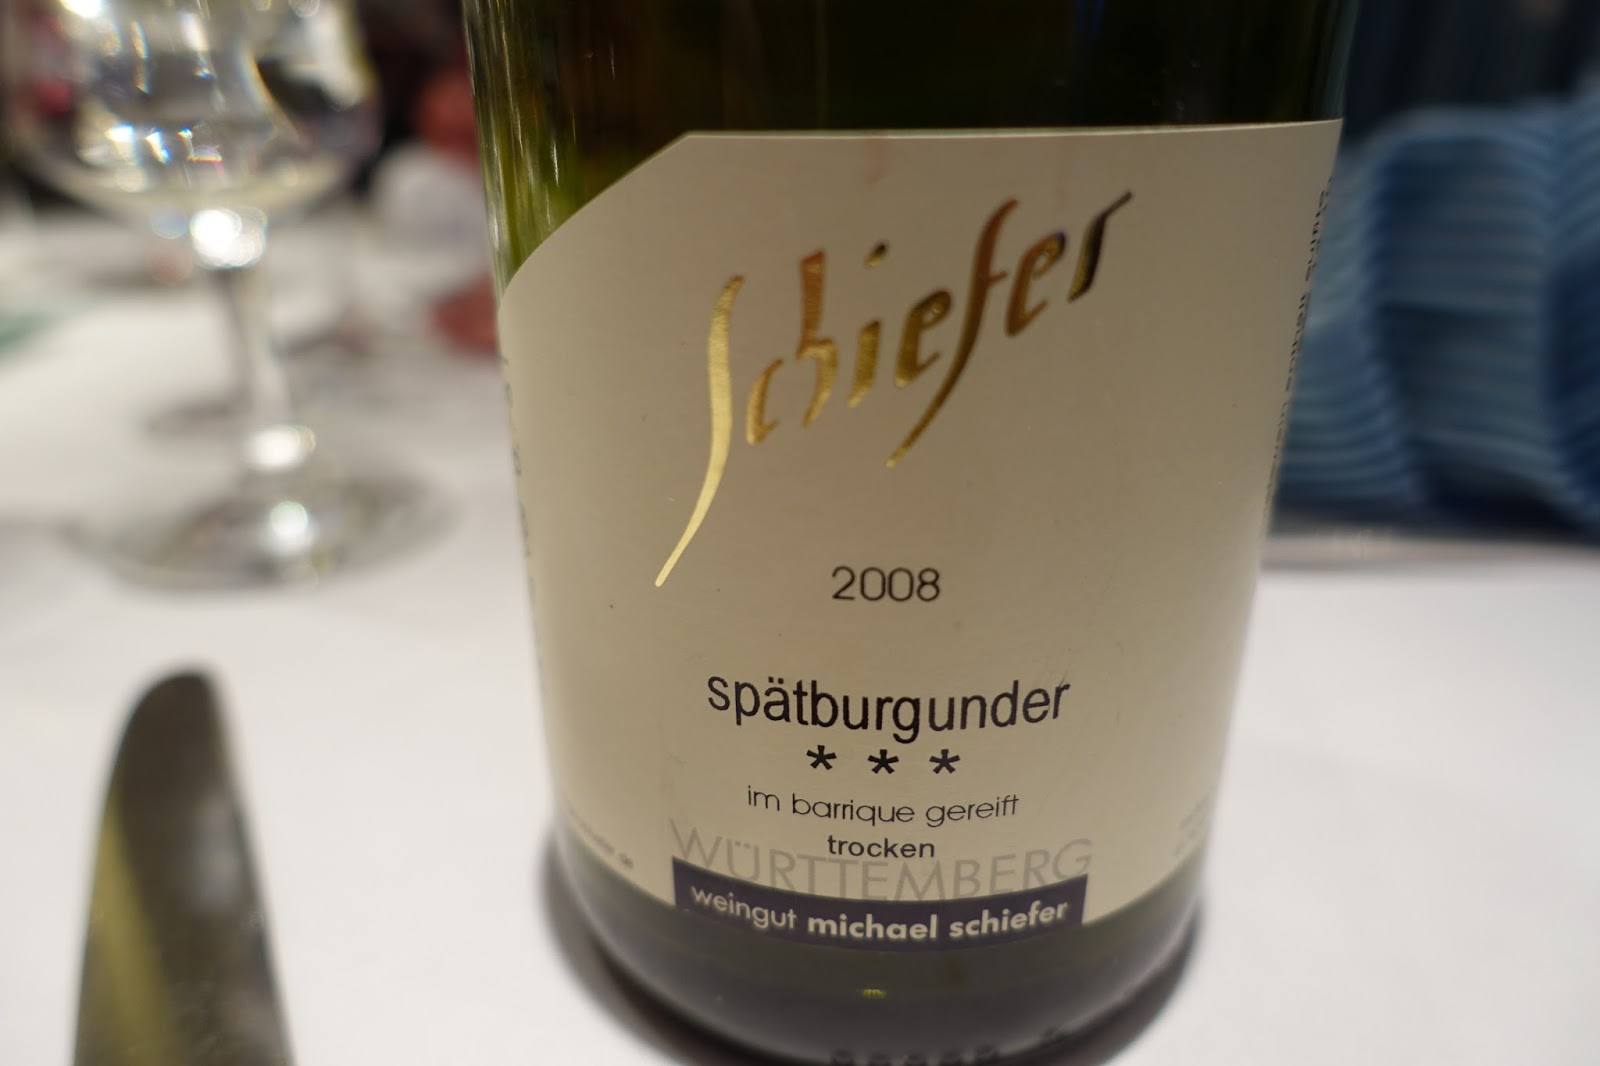 Schiefer
2008
spätburgunder
* * *
im barrique gereift
trocken
WÜRTTEMBERG
weingut michael schiefer